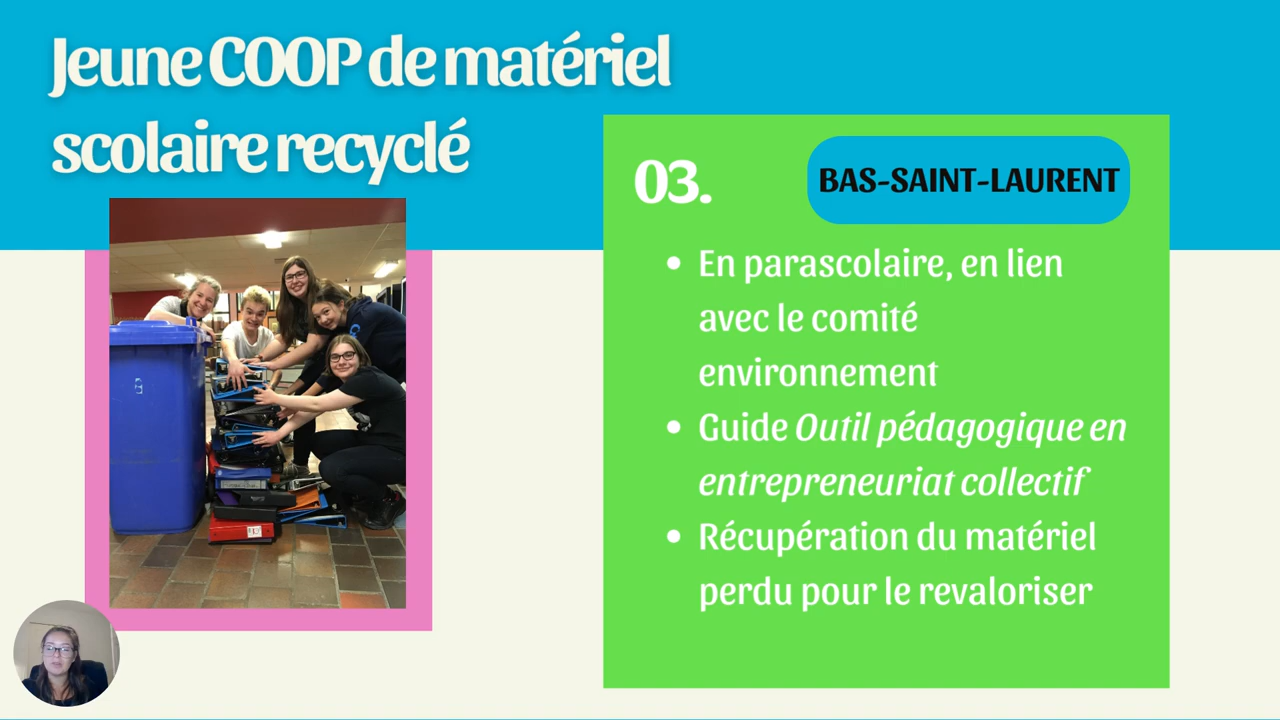 Jeune COOP de matériel
scolaire recyclé
03.
BAS-SAINT-LAURENT
• En parascolaire, en lien
avec le comité
environnement
• Guide Outil pédagogique en
entrepreneuriat collectif
• Récupération du matériel
perdu pour le revaloriser